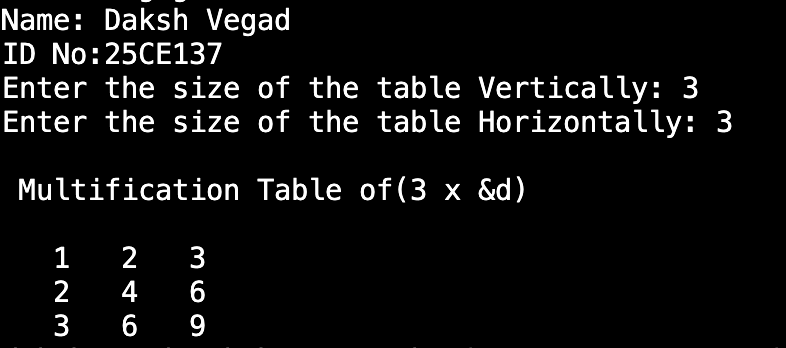 Name: Daksh Vegad
ID No:25CE137
Enter the size of the table Vertically: 3
Enter the size of the table Horizontally: 3
Multification Table of(3 x &d)
1 2 3
2 4 6
3 6 9